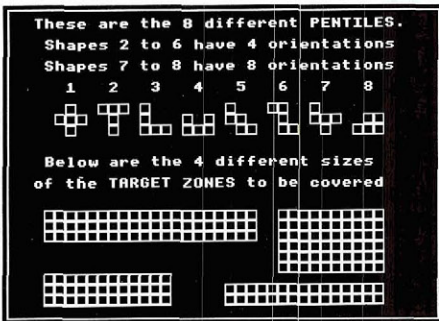 These are the 8 different PENTILES.
Shapes 2 to 6 have 4 orientations
Shapes 7 to 8 have 8 orientations
1 2 3 4 5 6 7 8
Below are the 4 different sizes
of the TARGET ZONES to be covered